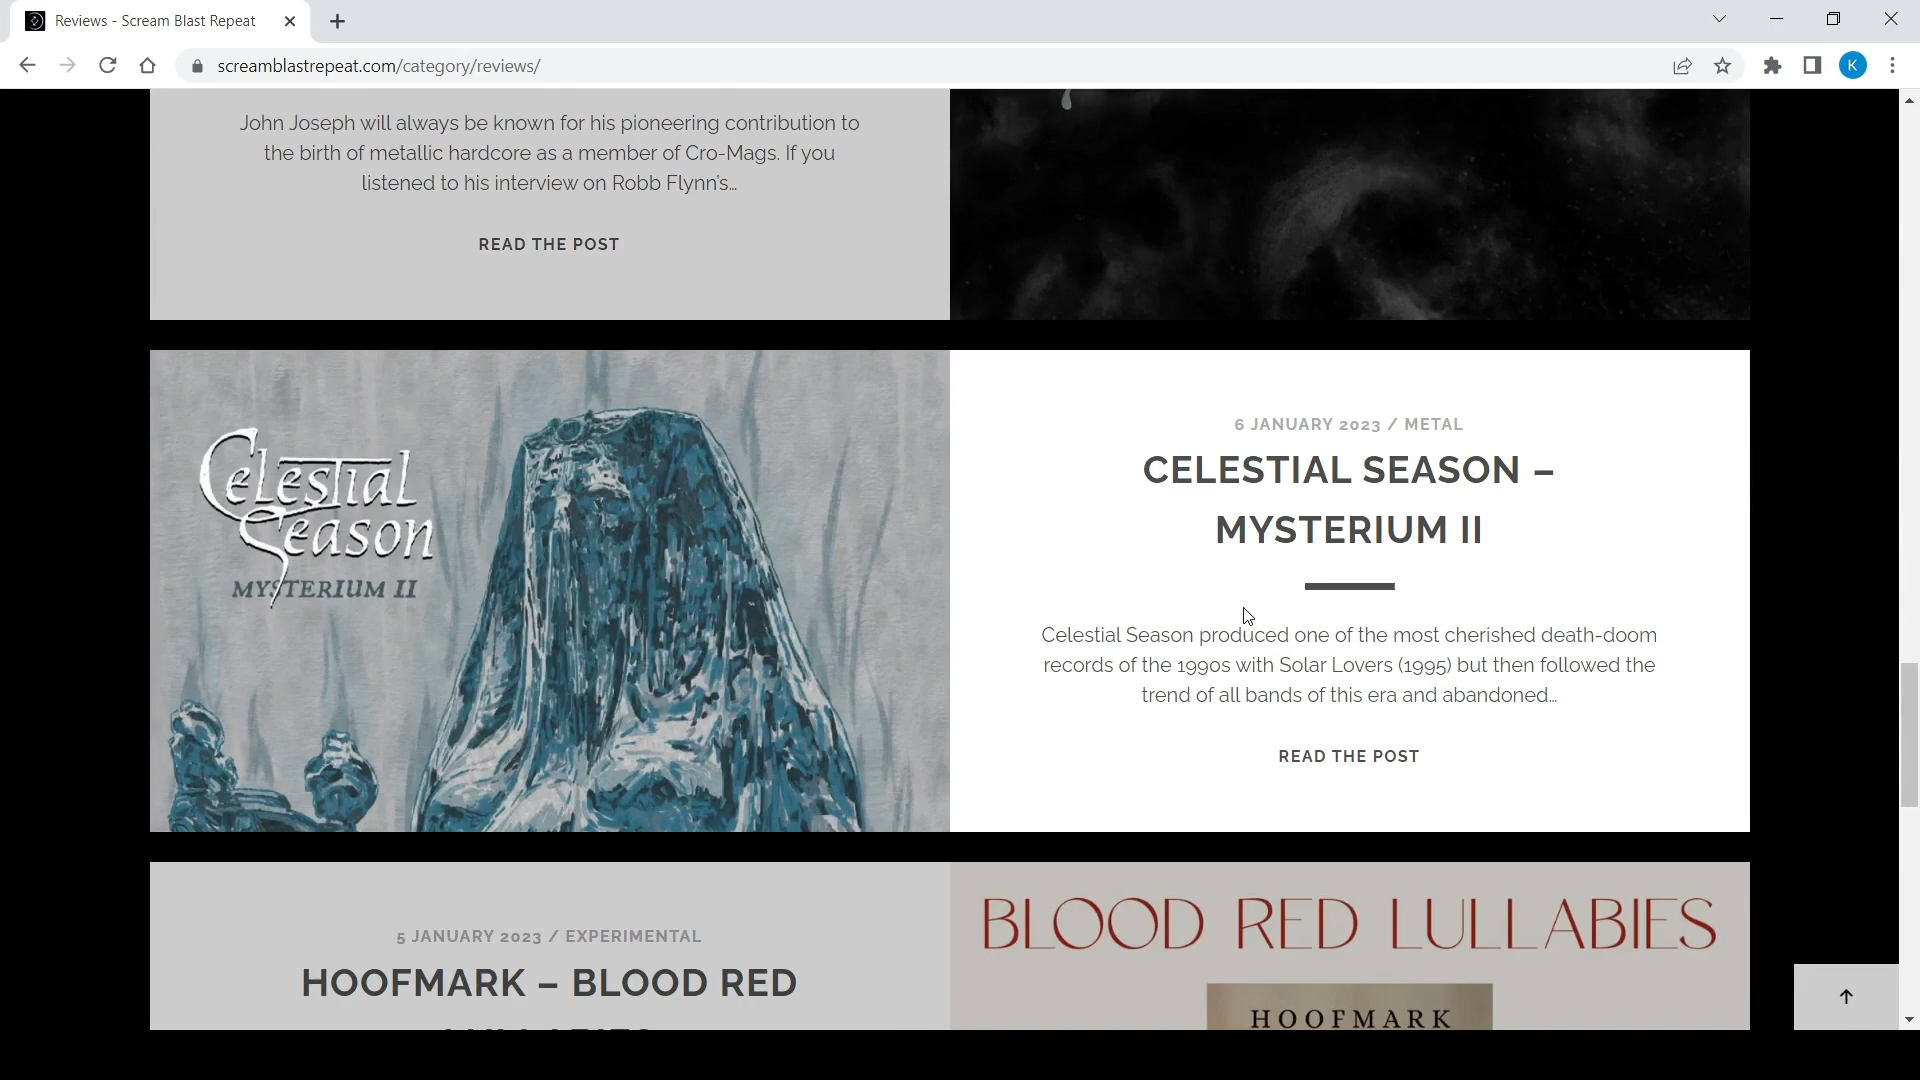 Reviews - Scream Blast Repeat
screamblastrepeat.com/category/reviews/
K
John Joseph will always be known for his pioneering contribution to
the birth of metallic hardcore as a member of Cro-Mags. If you
listened to his interview on Robb Flynn's...
READ THE POST
Celestial
Season
MYSTERIUM II
6 JANUARY 2023 / METAL
CELESTIAL SEASON –
MYSTERIUM II
Celestial Season produced one of the most cherished death-doom
records of the 1990s with Solar Lovers (1995) but then followed the
trend of all bands of this era and abandoned...
READ THE POST
5 JANUARY 2023 / EXPERIMENTAL
HOOFMARK – BLOOD RED
BLOOD RED LULLABIES
HOOFMARK